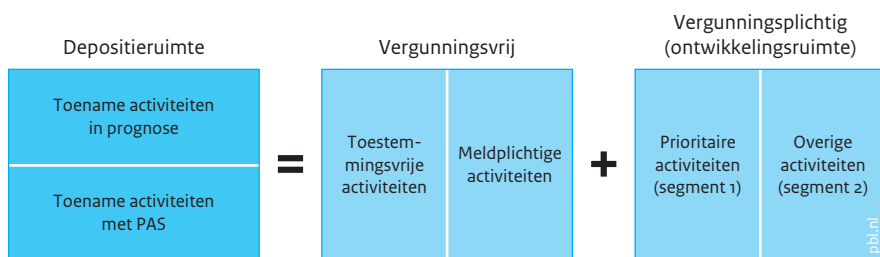 Depositieruimte
Toename activiteiten
in prognose
Toename activiteiten
met PAS
=
Vergunningsvrij
Toestem-
mingsvrije
activiteiten
Meldplichtige
activiteiten
+
Vergunningsplichtig
(ontwikkelingsruimte)
Prioritaire
activiteiten
(segment 1)
Overige
activiteiten
(segment 2)
pbl.nl